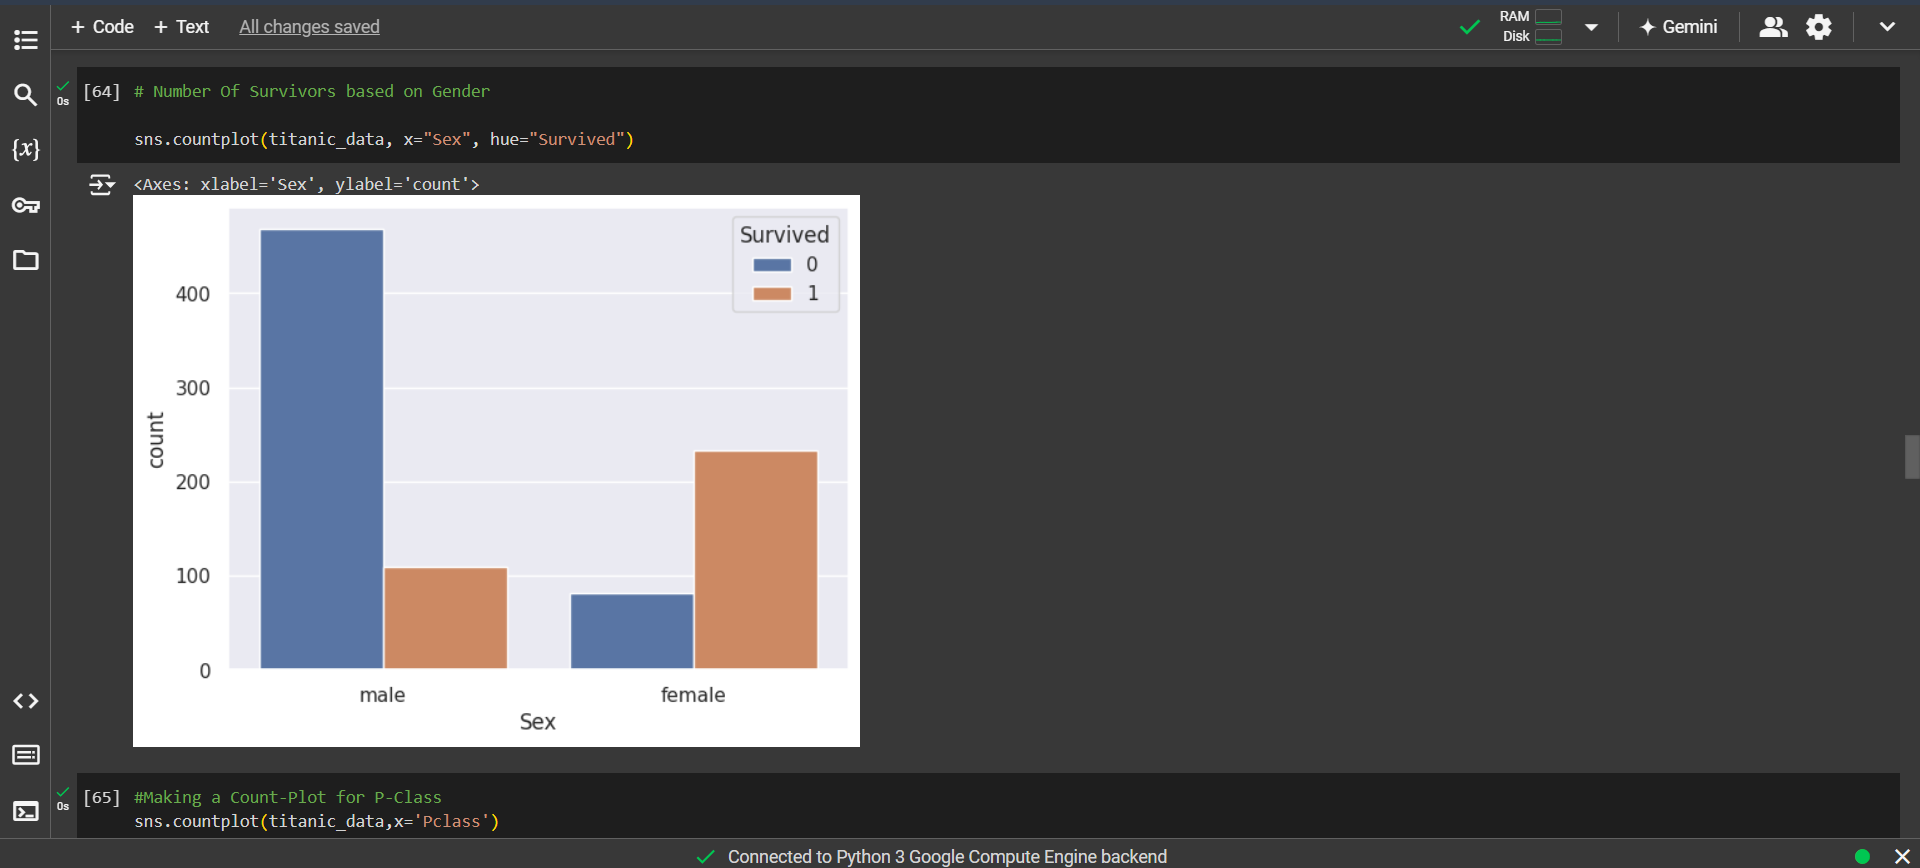 + Code + Text All changes saved
RAM
Disk
Gemini
[64] # Number Of Survivors based on Gender
0s
sns.countplot(titanic_data, x="Sex", hue="Survived")
<Axes: xlabel='Sex', ylabel='count'>
Survived
0
1
400
300
200
100
0
count
male female
Sex
[65] #Making a Count-Plot for P-Class
0s
sns.countplot(titanic_data,x='Pclass')
Connected to Python 3 Google Compute Engine backend